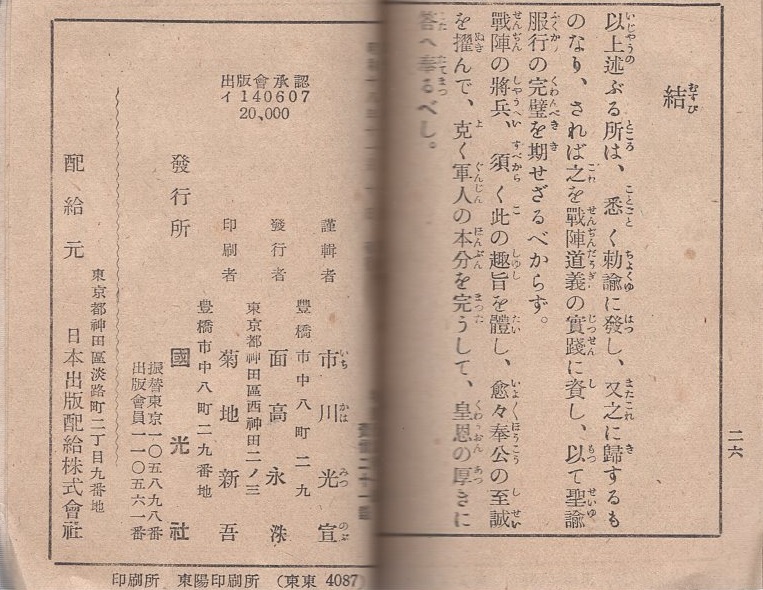 結
以上述ぶる所は、悉く勅諭に發し、又之に歸するも
のなり、されば之を戰陣道義の實踐に資し、以て聖諭
服行の完璧を期せざるべからず。
戰陣の將兵、須く此の趣旨を體し、愈々奉公の至誠
を擢んで、克く軍人の本分を完うして、皇恩の厚きに
答へ奉るべし。
二六
出版會承認
イ140607
20,000
謹輯者 市川光宣
豐橋市中八町二九
發行者 面高永
東京都神田區西神田二ノ三
印刷者 菊地新吾
豐橋市中八町二九番地
發行所 國光社
振替東京一〇五八九八番
出版會員一一〇五六一番
東京都神田區淡路町二丁目九番地
配給元 日本出版配給株式會社
印刷所 東陽印刷所 (東東 4087)